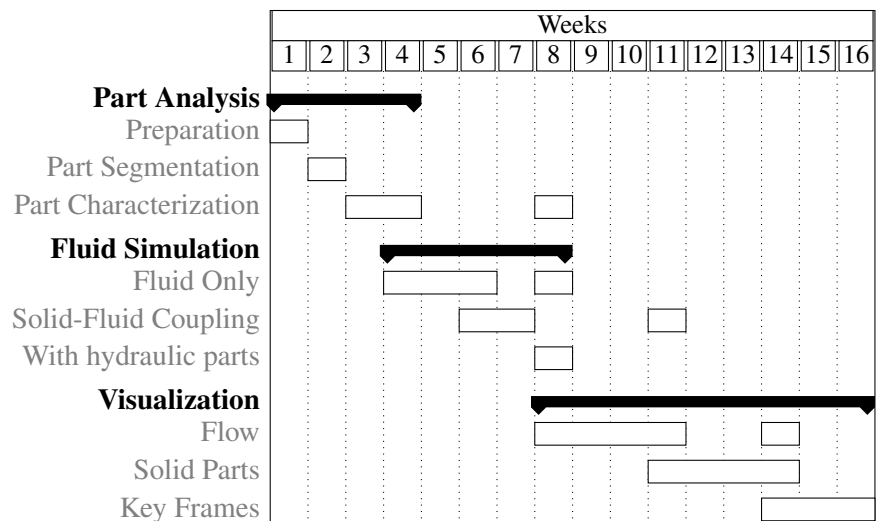 Weeks
1 2 3 4 5 6 7 8 9 10 11 12 13 14 15 16
Part Analysis
Preparation
Part Segmentation
Part Characterization
Fluid Simulation
Fluid Only
Solid-Fluid Coupling
With hydraulic parts
Visualization
Flow
Solid Parts
Key Frames